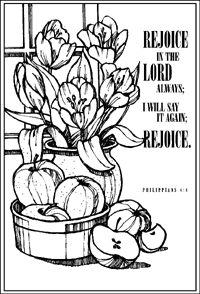 REJOICE
IN THE
LORD
ALWAYS;
I WILL SAY
IT AGAIN;
REJOICE.
PHILIPPIANS 4:4